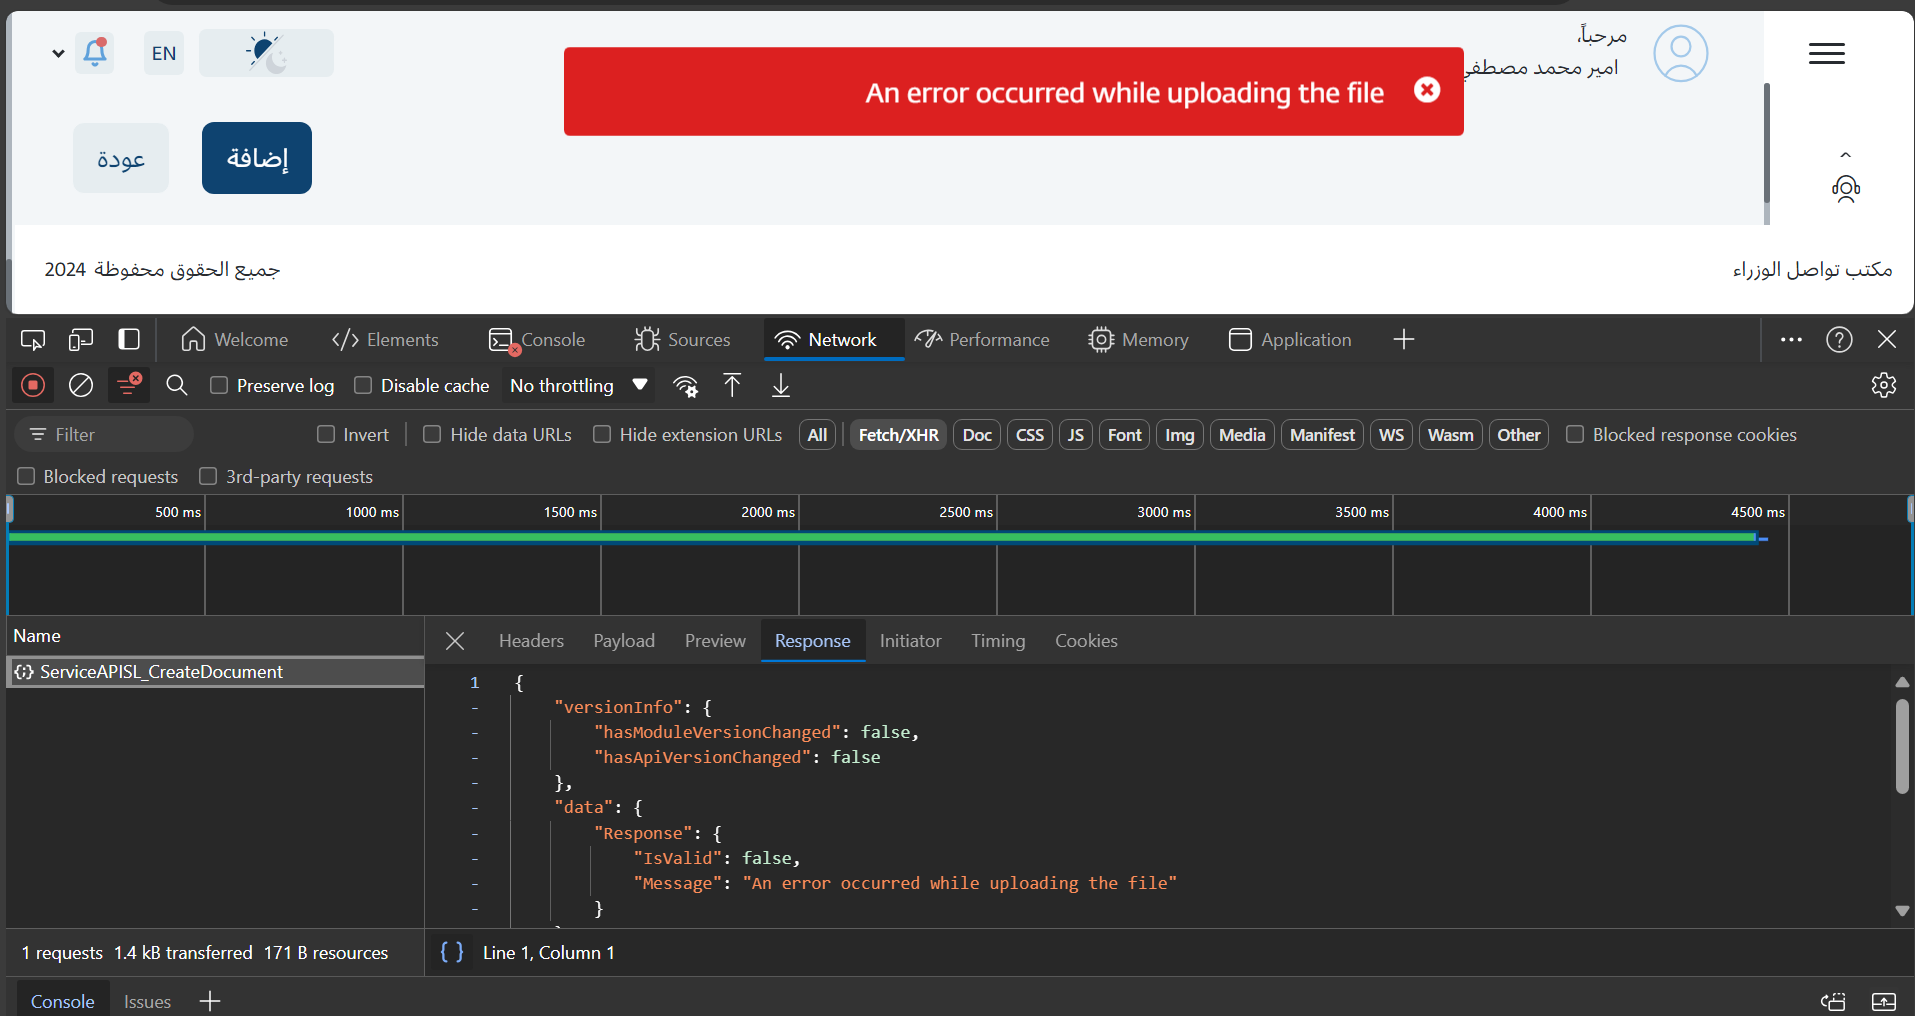 مرحباً،
امير محمد مصطفي
EN
An error occurred while uploading the file
إضافة
عودة
مكتب تواصل الوزراء
جميع الحقوق محفوظة 2024
Welcome
Elements
Console
Sources
Network
Performance
Memory
Application
Preserve log
Disable cache
No throttling
Filter
Invert
Hide data URLs
Hide extension URLs
All
Fetch/XHR
Doc
CSS
JS
Font
Img
Media
Manifest
WS
Wasm
Other
Blocked response cookies
Blocked requests
3rd-party requests
500 ms
1000 ms
1500 ms
2000 ms
2500 ms
3000 ms
3500 ms
4000 ms
4500 ms
Name
ServiceAPISL_CreateDocument
Headers
Payload
Preview
Response
Initiator
Timing
Cookies
1 {
- "versionInfo": {
- "hasModuleVersionChanged": false,
- "hasApiVersionChanged": false
- },
- "data": {
- "Response": {
- "IsValid": false,
- "Message": "An error occurred while uploading the file"
- }
1 requests 1.4 kB transferred 171 B resources
{ } Line 1, Column 1
Console
Issues